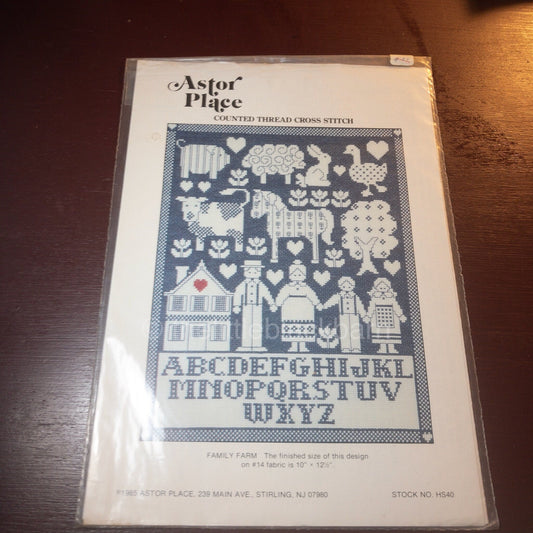 Astor
Place
COUNTED THREAD CROSS STITCH
ABCDEFGHIJKL
MNOPQRSTUV
WXYZ
FAMILY FARM The finished size of this design
on #14 fabric is 10" × 12½".
©1985 ASTOR PLACE, 239 MAIN AVE., STIRLING, NJ 07980
STOCK NO. HS40